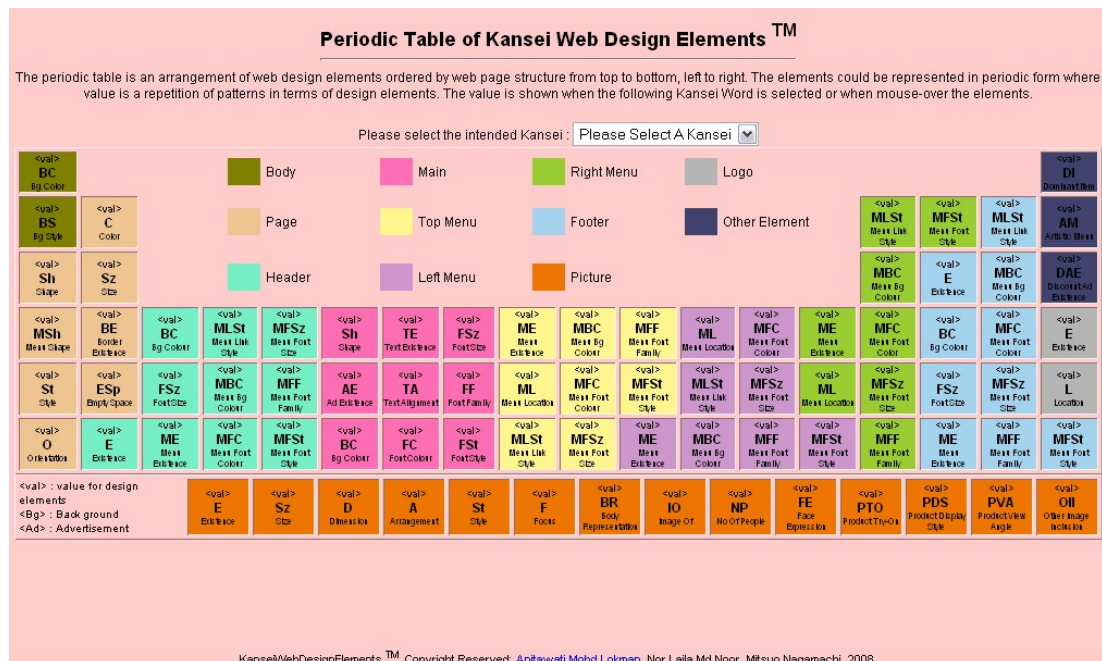 Periodic Table of Kansei Web Design Elements TM
The periodic table is an arrangement of web design elements ordered by web page structure from top to bottom, left to right. The elements could be represented in periodic form where
value is a repetition of patterns in terms of design elements. The value is shown when the following Kansei Word is selected or when mouse-over the elements.
Please select the intended Kansei : Please Select A Kansei
<val> <val>
BC Body Main Right Menu Logo DI
Bg Color Dominant Item
<val> <val> <val> <val> <val> <val>
BS C Page Top Menu Footer Other Element MLSt MFSt MLSt AM
Bg Style Color Menu Link Style Menu Font Style Menu Link Style Artistic Menu
<val> <val> <val> <val> <val> <val>
Sh Sz Header Left Menu Picture MBC E MBC DAE
Shape Size Menu Bg Colour Existence Menu Bg Colour Discount Ad Existence
<val> <val> <val> <val> <val> <val> <val> <val> <val> <val> <val> <val> <val> <val> <val> <val> <val> <val>
MSh BE BC MLSt MFSz Sh TE FSz ME MBC MFF ML MFC ME MFC BC MFC E
Menu Shape Border Existence Bg Colour Menu Link Style Menu Font Size Shape Text Existence Font Size Menu Existence Menu Bg Colour Menu Font Family Menu Location Menu Font Colour Menu Existence Menu Font Color Bg Colour Menu Font Colour Existence
<val> <val> <val> <val> <val> <val> <val> <val> <val> <val> <val> <val> <val> <val> <val> <val> <val> <val>
St ESp FSz MBC MFF AE TA FF ML MFC MFSt MLSt MFSz ML MFSz FSz MFSz L
Style Empty Space Font Size Menu Bg Colour Menu Font Family Ad Existence Text Alignment Font Family Menu Location Menu Font Colour Menu Font Style Menu Link Style Menu Font Size Menu Location Menu Font Size Font Size Menu Font Size Location
<val> <val> <val> <val> <val> <val> <val> <val> <val> <val> <val> <val> <val> <val> <val> <val> <val> <val>
O E ME MFC MFSt BC FC FSt MLSt MFSz ME MBC MFF MFSt MFF ME MFF MFSt
Orientation Existence Menu Existence Menu Font Colour Menu Font Style Bg Colour Font Colour Font Style Menu Link Style Menu Font Size Menu Existence Menu Bg Colour Menu Font Family Menu Font Style Menu Font Family Menu Existence Menu Font Family Menu Font Style
<val> : value for design
elements
<Bg> : Back ground
<Ad> : Advertisement
<val> <val> <val> <val> <val> <val> <val> <val> <val> <val> <val> <val> <val> <val>
E Sz D A St F BR IO NP FE PTO PDS PVA OII
Existence Size Dimension Arrangement Style Focus Body Representation Image Of No Of People Face Expression Product Try-On Product Display Style Product View Angle Other Image Inclusion
KanseiWebDesignElements TM Copyright Reserved: Anitawati Mohd Lokman, Nor Laila Md Noor, Mitsuo Nagamachi, 2008